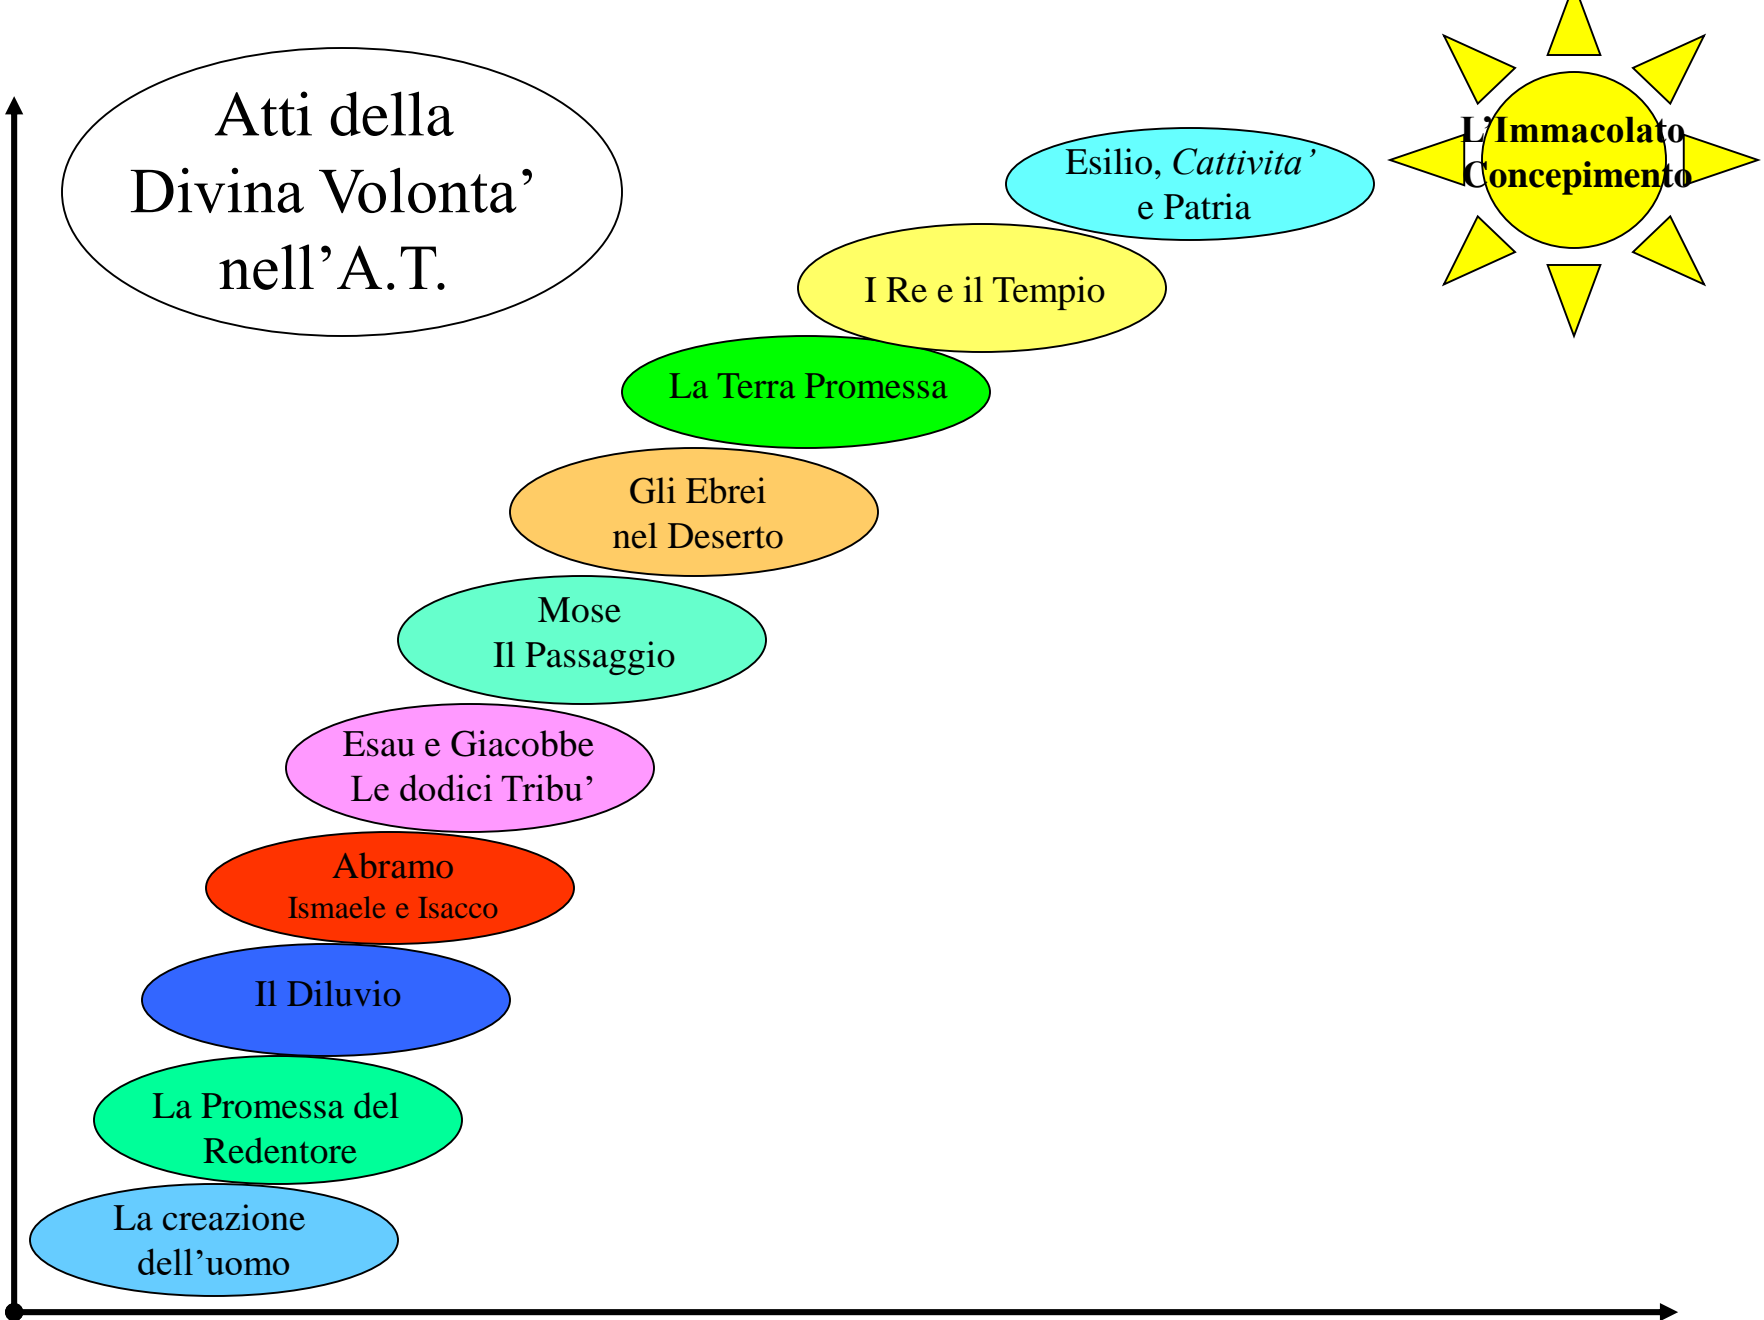 Atti della
Divina Volonta’
nell’A.T.
L’Immacolato
Concepimento
Esilio, Cattivita’
e Patria
I Re e il Tempio
La Terra Promessa
Gli Ebrei
nel Deserto
Mose
Il Passaggio
Esau e Giacobbe
Le dodici Tribu’
Abramo
Ismaele e Isacco
Il Diluvio
La Promessa del
Redentore
La creazione
dell’uomo